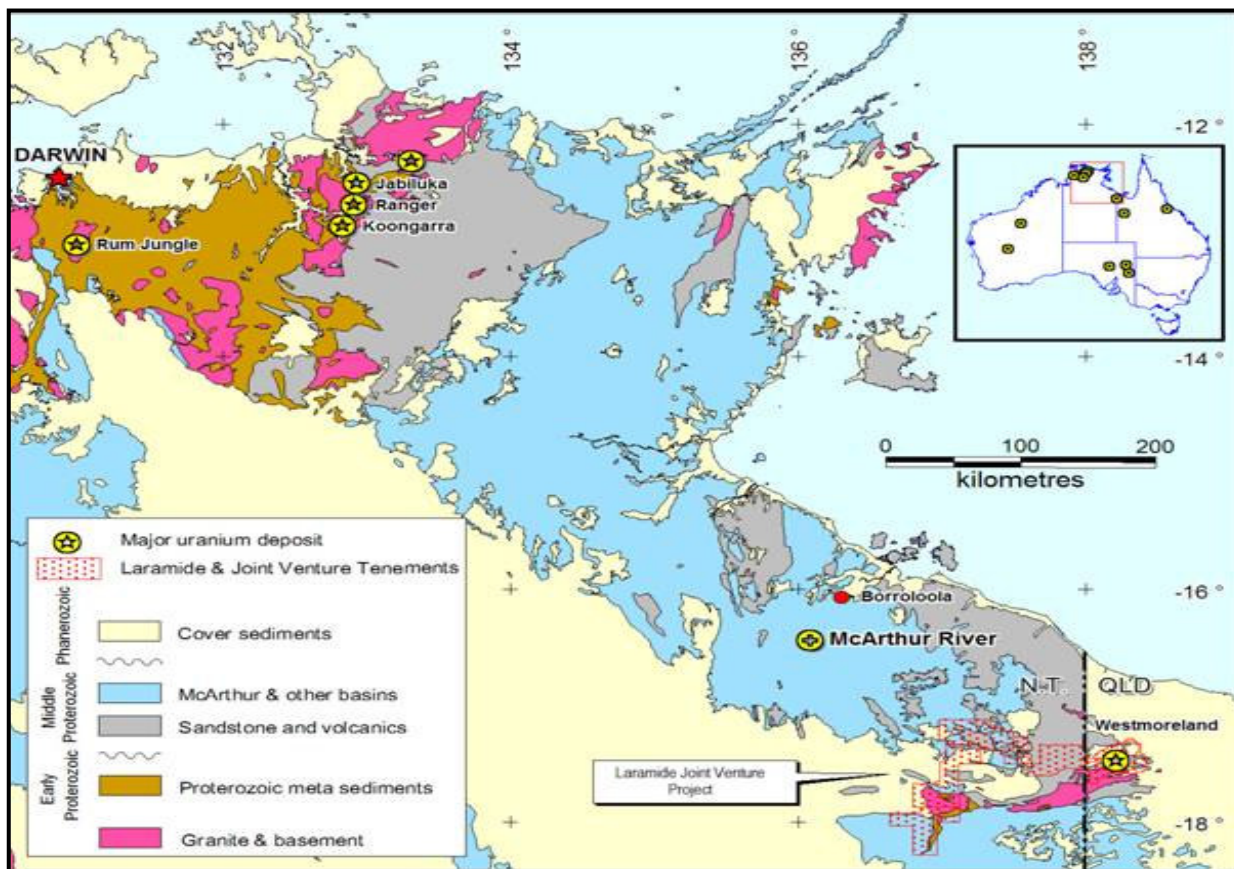 132 °
134 °
136 °
138 °
-12 °
-14 °
-16 °
-18 °
DARWIN
Jabiluka
Ranger
Koongarra
Rum Jungle
0 100 200
kilometres
Borroloola
McArthur River
N.T. QLD
Westmoreland
Laramide Joint Venture
Project
Major uranium deposit
Laramide & Joint Venture Tenements
Phanerozoic
Cover sediments
Middle
Proterozoic
McArthur & other basins
Sandstone and volcanics
Early
Proterozoic
Proterozoic meta sediments
Granite & basement